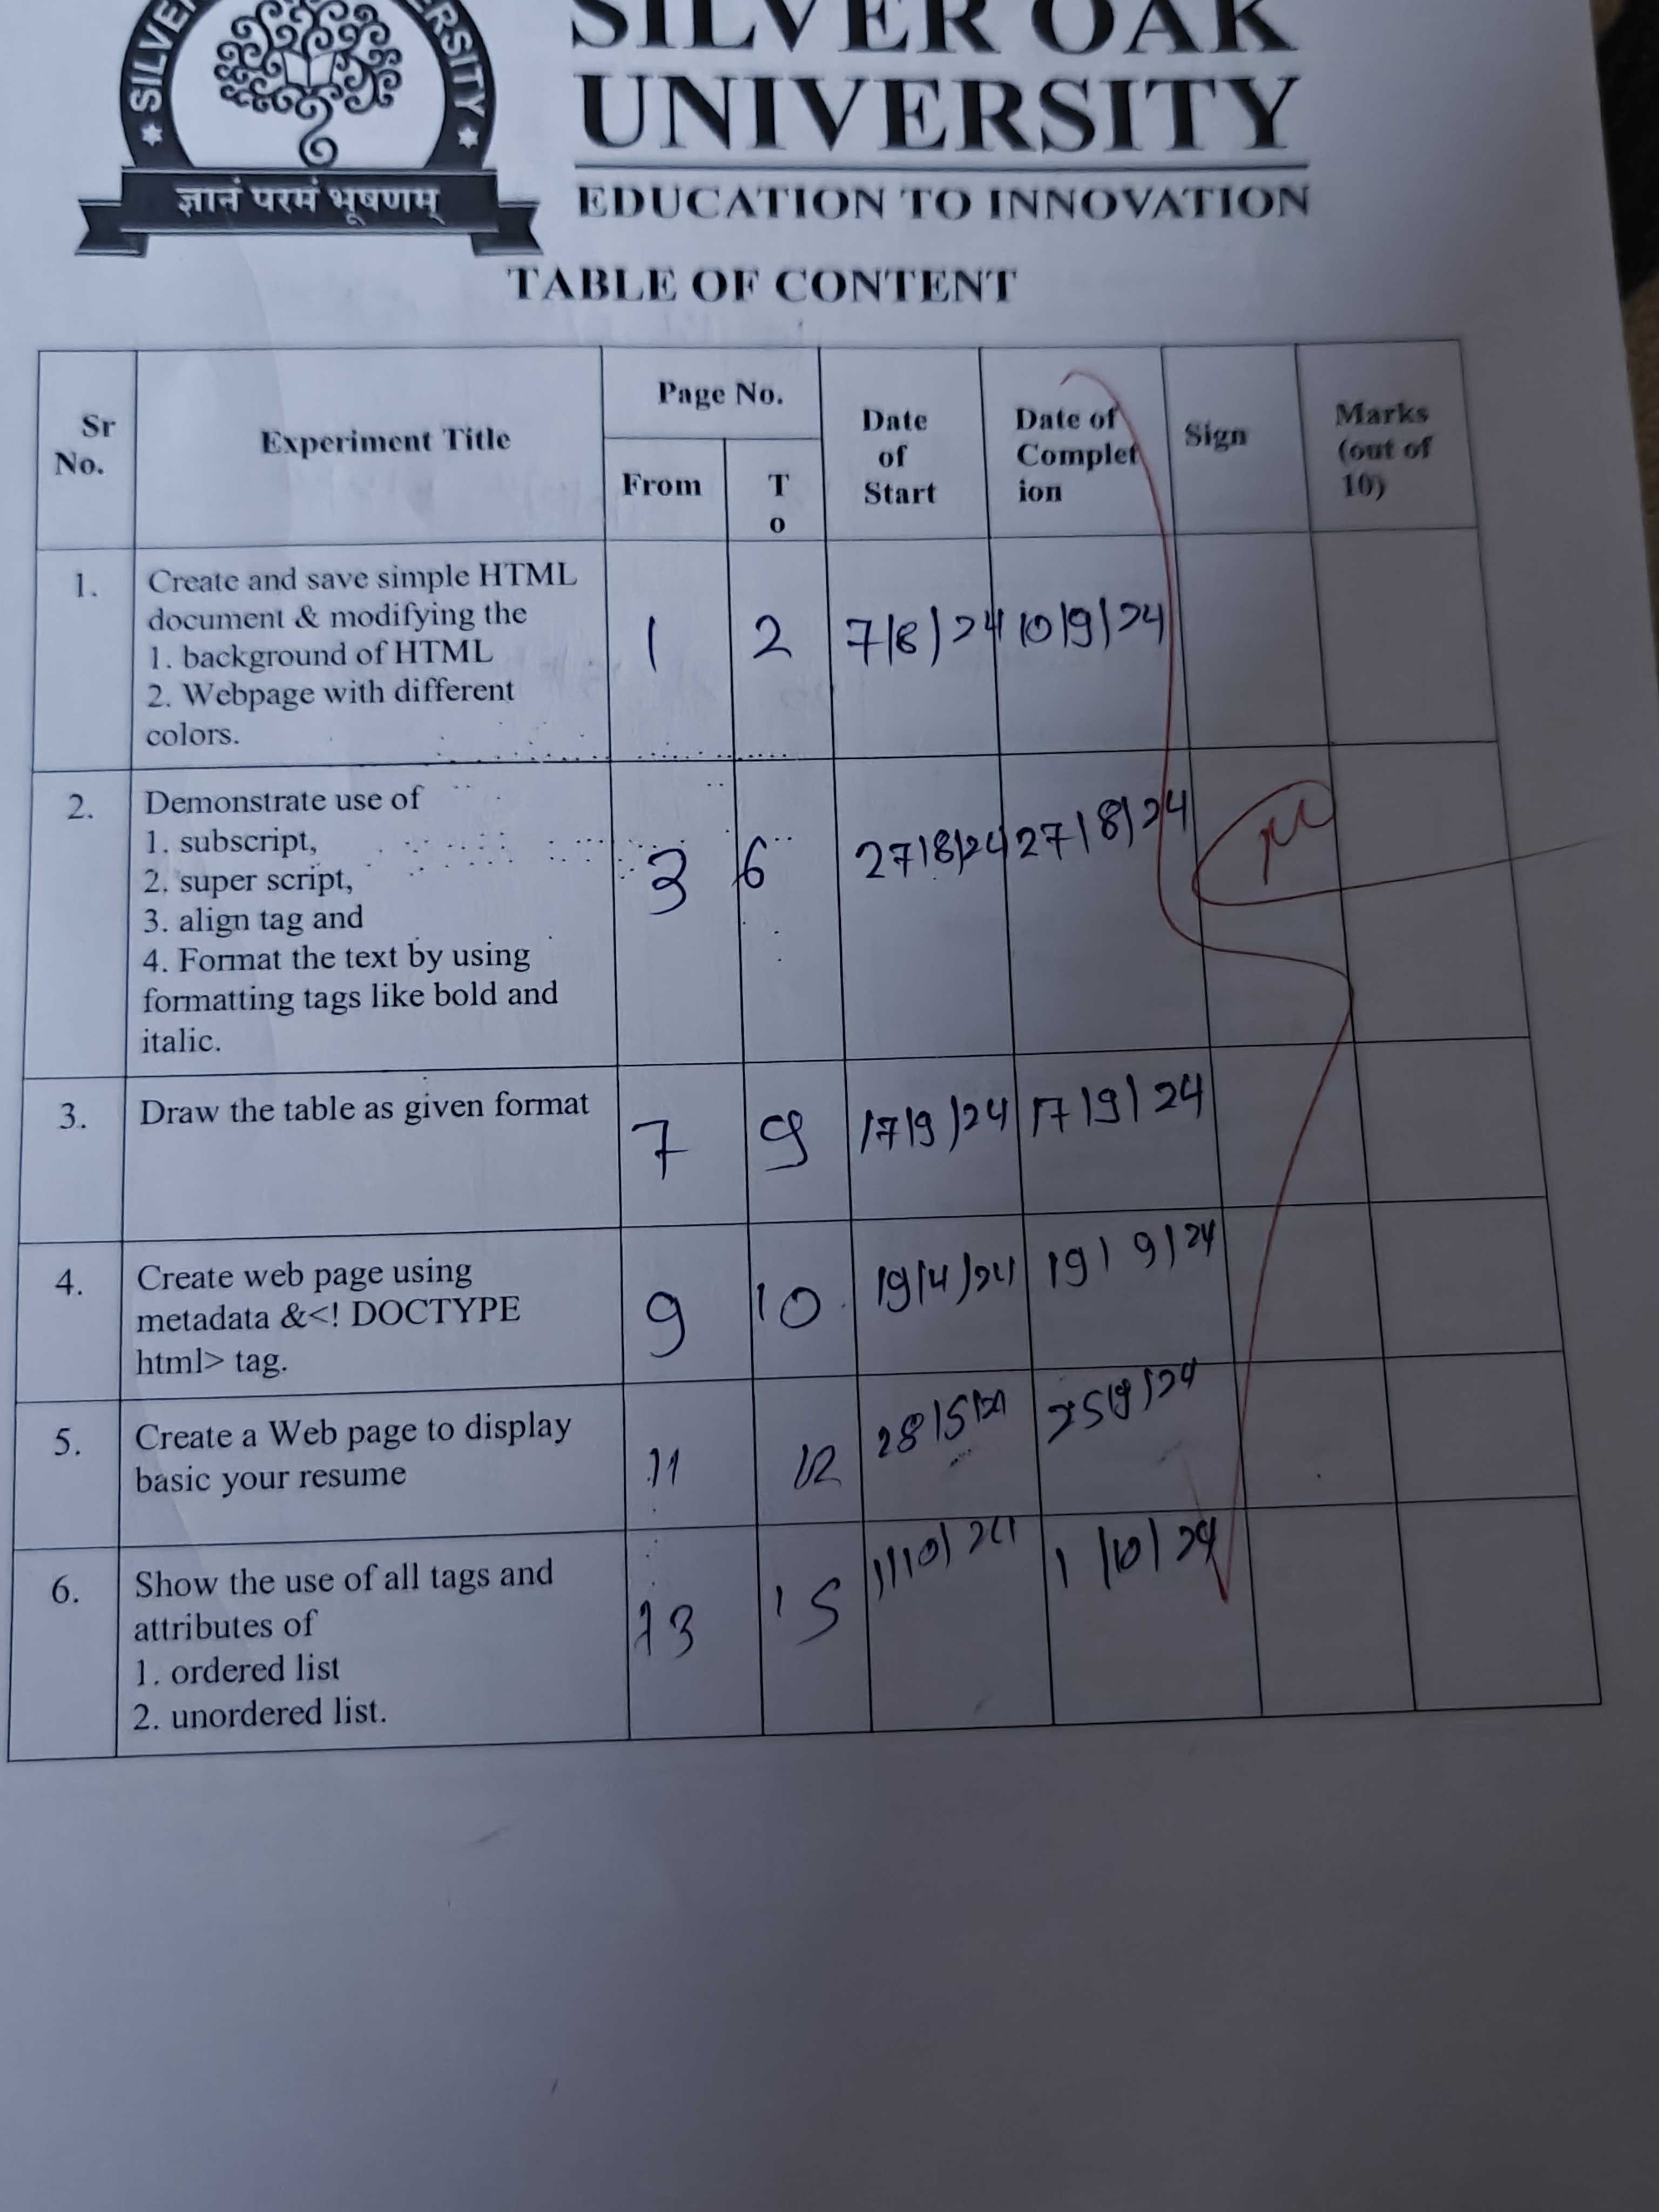 SILVER OAK
UNIVERSITY
EDUCATION TO INNOVATION
ज्ञानं परमं भूषणम्
TABLE OF CONTENT
Sr No.
Experiment Title
Page No.
From
T
o
Date
of
Start
Date of
Complet
ion
Sign
Marks
(out of
10)
1.
Create and save simple HTML
document & modifying the
1. background of HTML
2. Webpage with different
colors.
1
2
7/8/24
10/9/24
2.
Demonstrate use of
1. subscript,
2. super script,
3. align tag and
4. Format the text by using
formatting tags like bold and
italic.
3
6
27/8/24
27/8/24
3.
Draw the table as given format
7
9
17/9/24
17/9/24
4.
Create web page using
metadata &<! DOCTYPE
html> tag.
9
10
19/4/24
19/9/24
5.
Create a Web page to display
basic your resume
11
12
28/5/24
25/9/24
6.
Show the use of all tags and
attributes of
1. ordered list
2. unordered list.
13
15
1/10/24
1/10/24